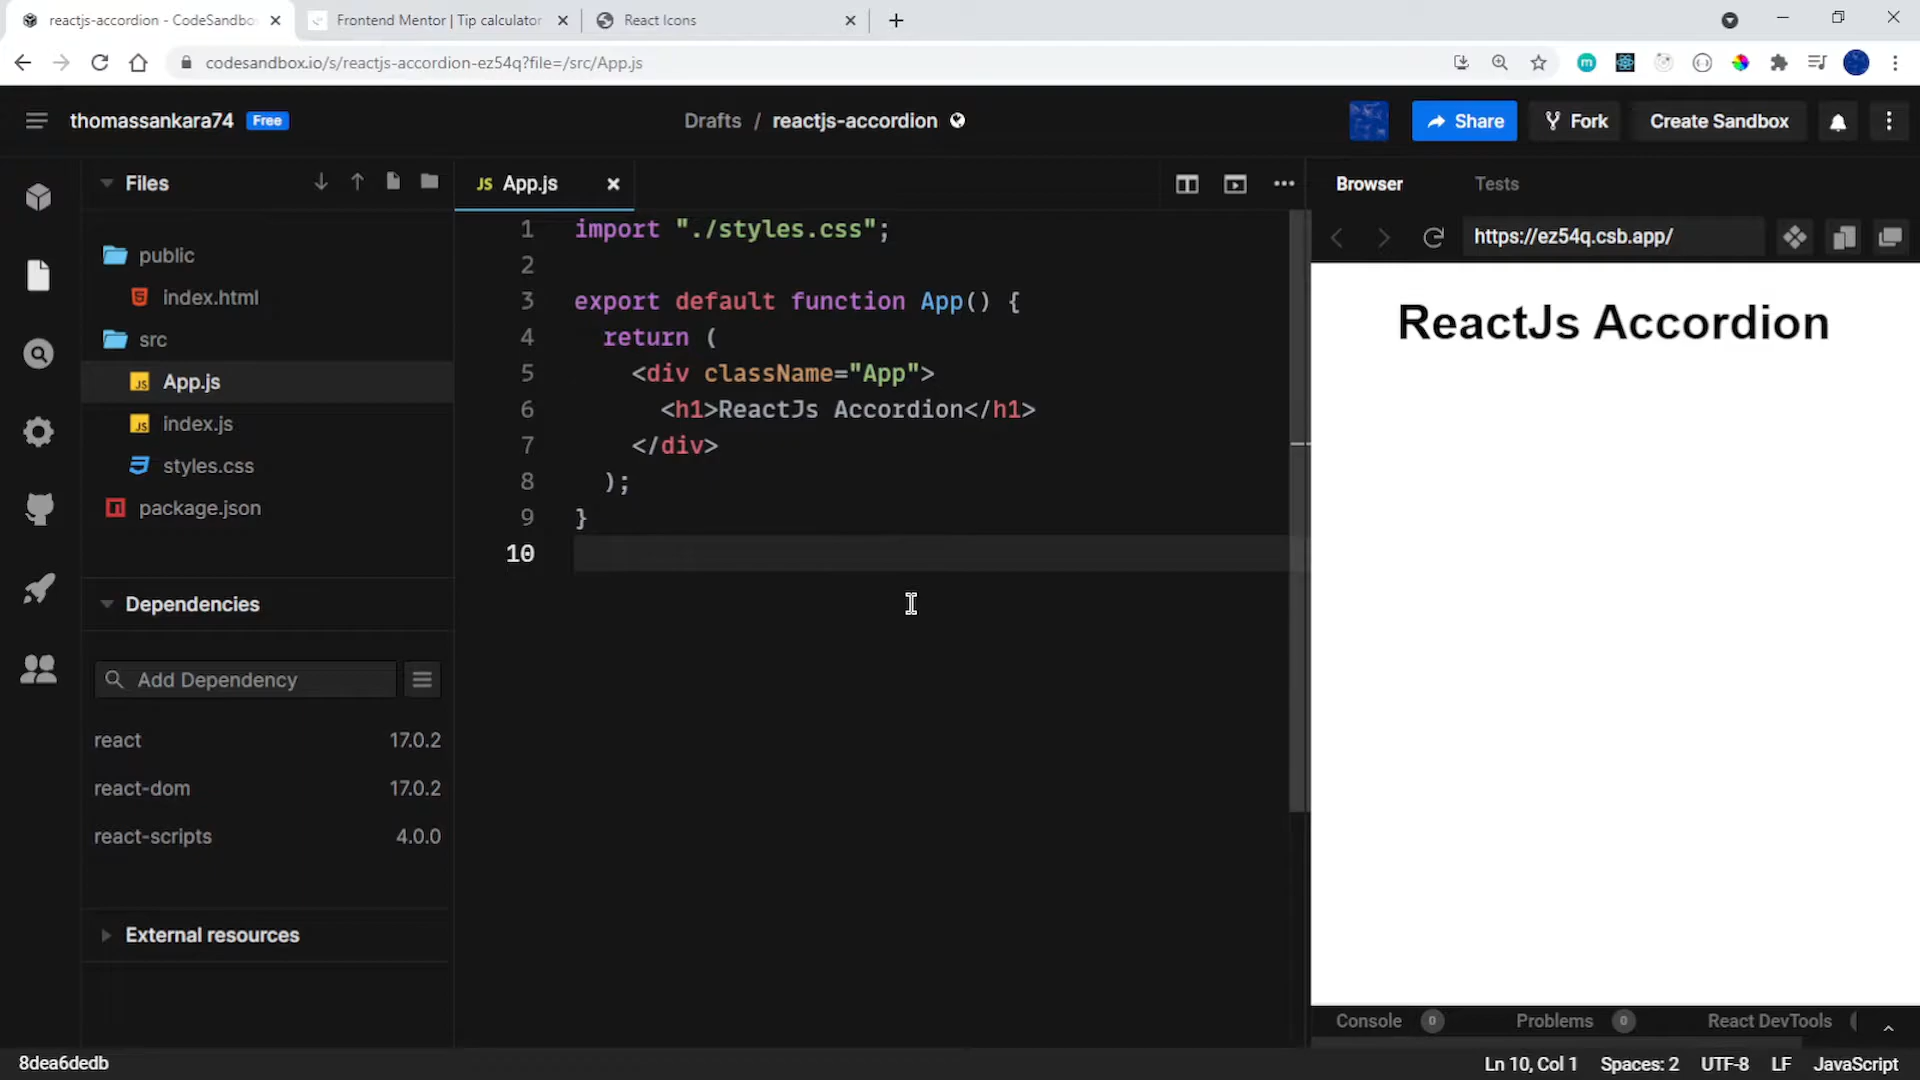 reactjs-accordion - CodeSandbo
Frontend Mentor | Tip calculator
React Icons
codesandbox.io/s/reactjs-accordion-ez54q?file=/src/App.js
thomassankara74
Free
Drafts / reactjs-accordion
Share
Fork
Create Sandbox
Files
public
index.html
src
App.js
index.js
styles.css
package.json
Dependencies
Add Dependency
react 17.0.2
react-dom 17.0.2
react-scripts 4.0.0
External resources
JS App.js
1 import "./styles.css";
2
3 export default function App() {
4 return (
5 <div className="App">
6 <h1>ReactJs Accordion</h1>
7 </div>
8 );
9 }
10
Browser
Tests
https://ez54q.csb.app/
ReactJs Accordion
Console 0
Problems 0
React DevTools
8dea6dedb
Ln 10, Col 1
Spaces: 2
UTF-8
LF
JavaScript